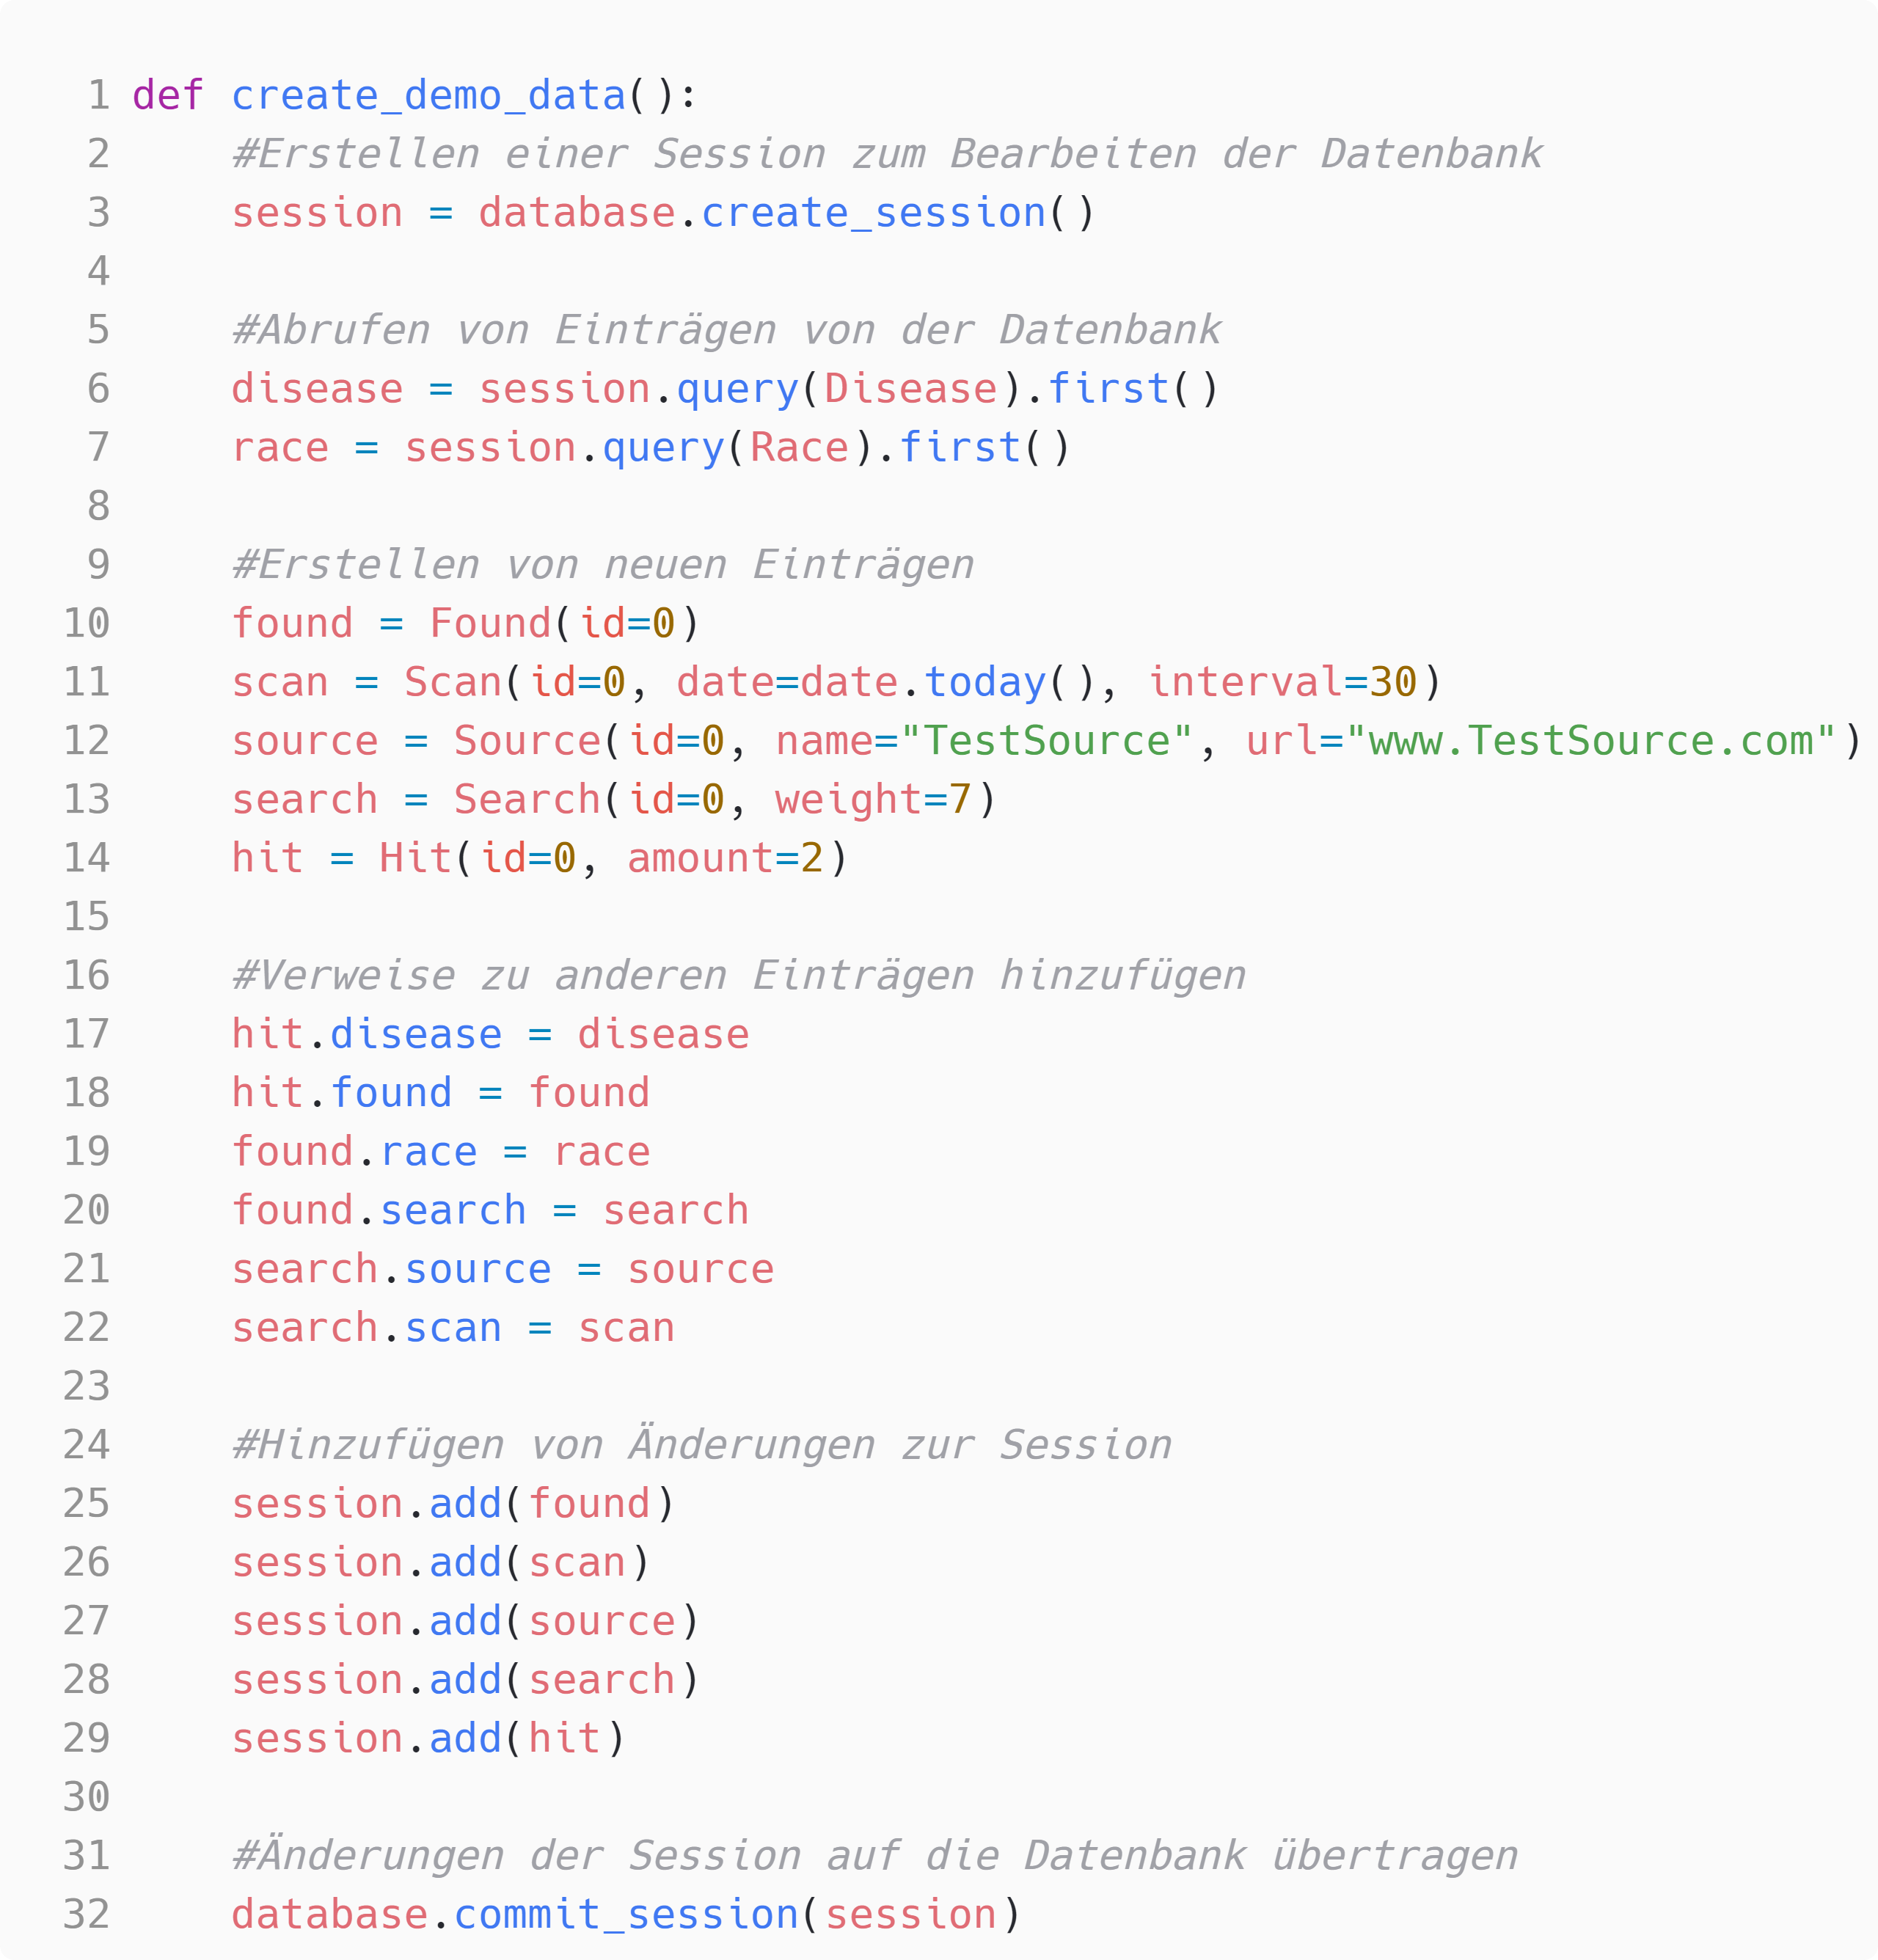 1 def create_demo_data():
2     #Erstellen einer Session zum Bearbeiten der Datenbank
3     session = database.create_session()
4
5     #Abrufen von Einträgen von der Datenbank
6     disease = session.query(Disease).first()
7     race = session.query(Race).first()
8
9     #Erstellen von neuen Einträgen
10     found = Found(id=0)
11     scan = Scan(id=0, date=date.today(), interval=30)
12     source = Source(id=0, name="TestSource", url="www.TestSource.com")
13     search = Search(id=0, weight=7)
14     hit = Hit(id=0, amount=2)
15
16     #Verweise zu anderen Einträgen hinzufügen
17     hit.disease = disease
18     hit.found = found
19     found.race = race
20     found.search = search
21     search.source = source
22     search.scan = scan
23
24     #Hinzufügen von Änderungen zur Session
25     session.add(found)
26     session.add(scan)
27     session.add(source)
28     session.add(search)
29     session.add(hit)
30
31     #Änderungen der Session auf die Datenbank übertragen
32     database.commit_session(session)